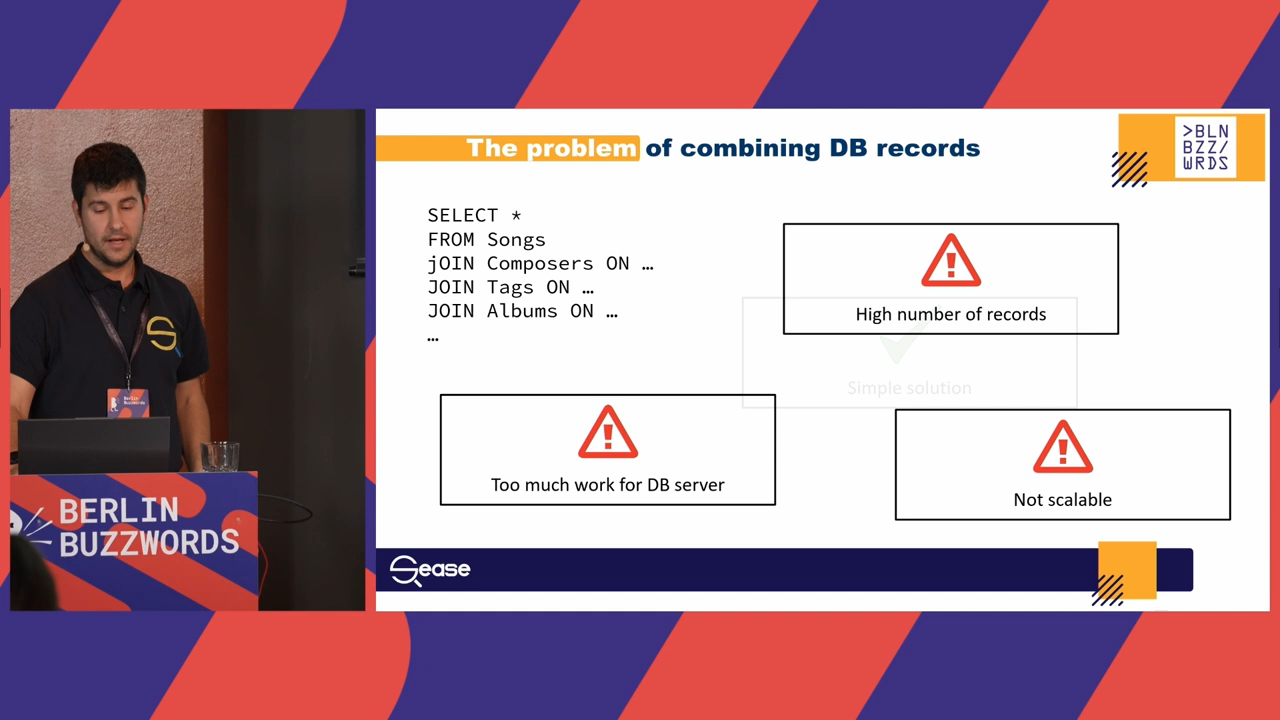 The problem of combining DB records
>BLN
BZZ/
WRDS
SELECT *
FROM Songs
jOIN Composers ON …
JOIN Tags ON …
JOIN Albums ON …
…
High number of records
Simple solution
Too much work for DB server
Not scalable
Sease
Berlin
Buzzwords
BERLIN
BUZZWORDS